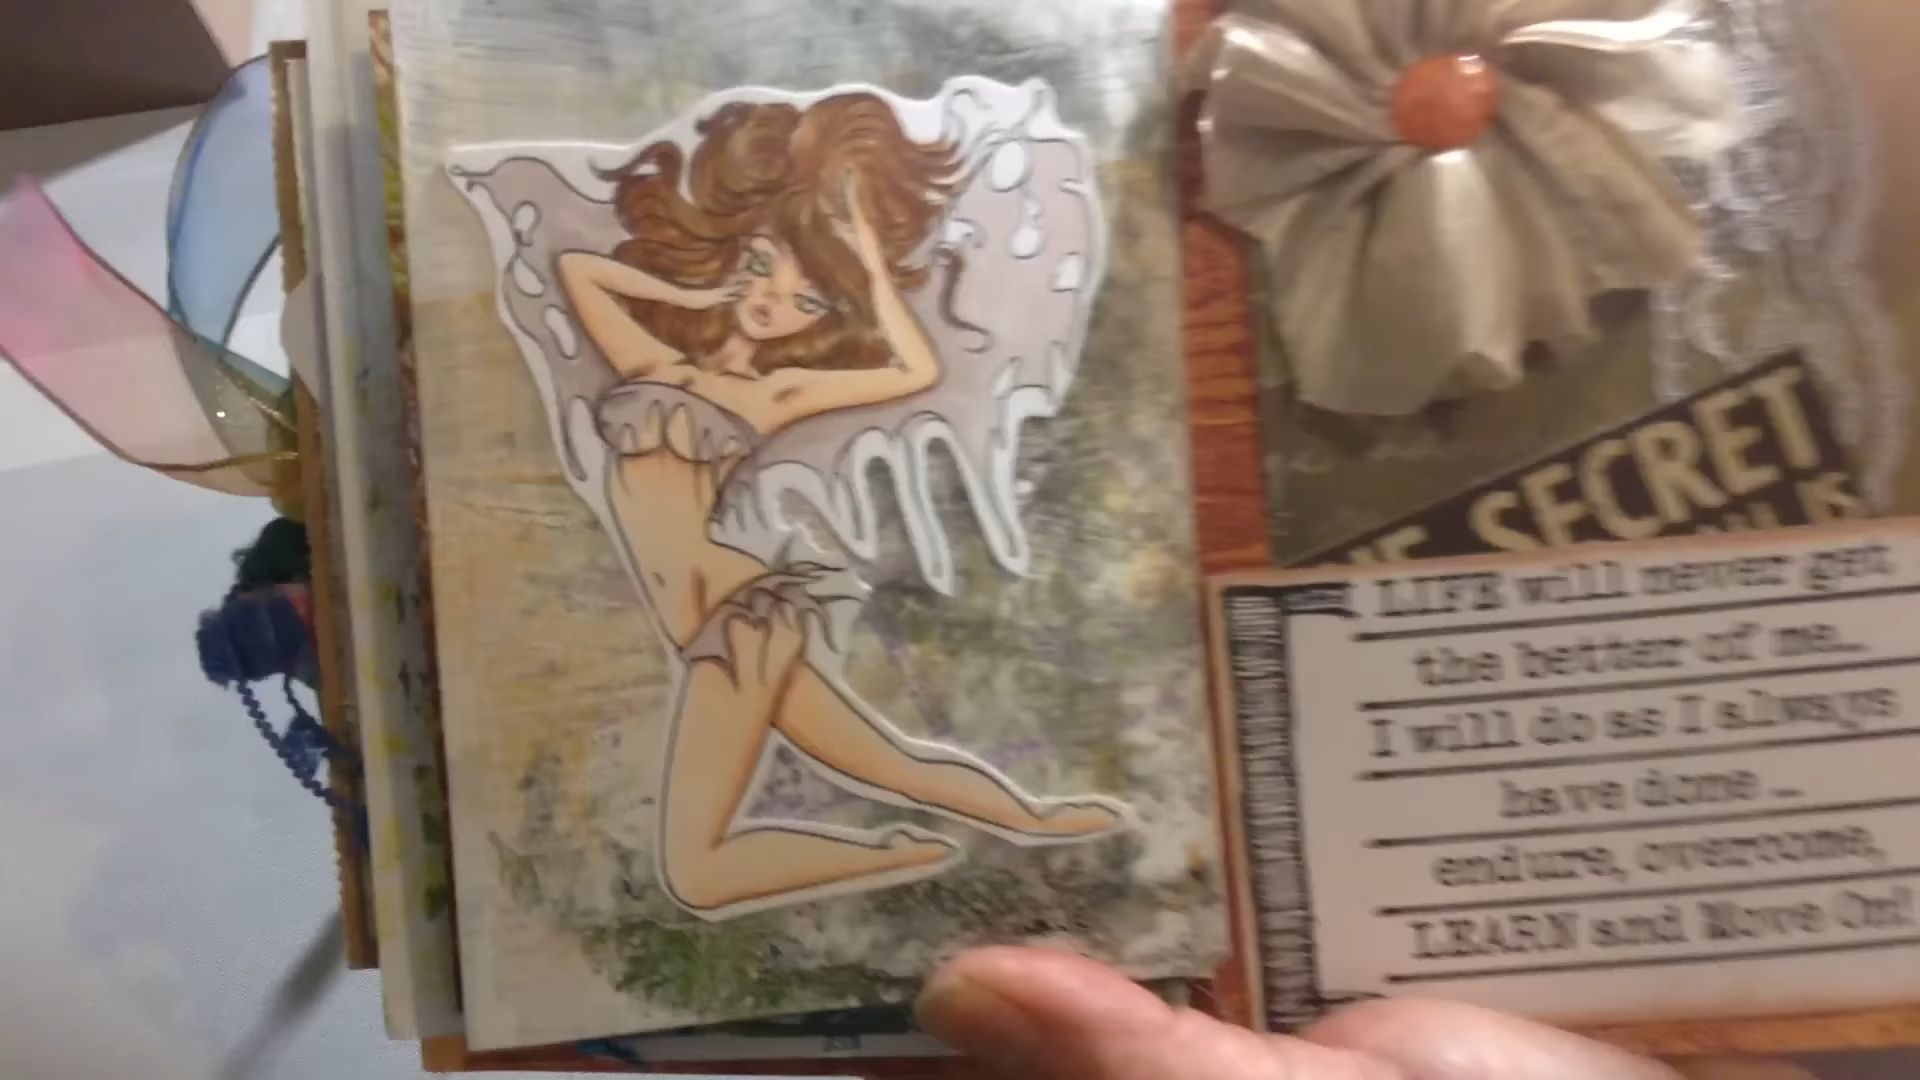 SECRET
IS
LIFE will never get
the better of me...
I will do as I always
have done ...
endure, overcome,
LEARN and Move On!